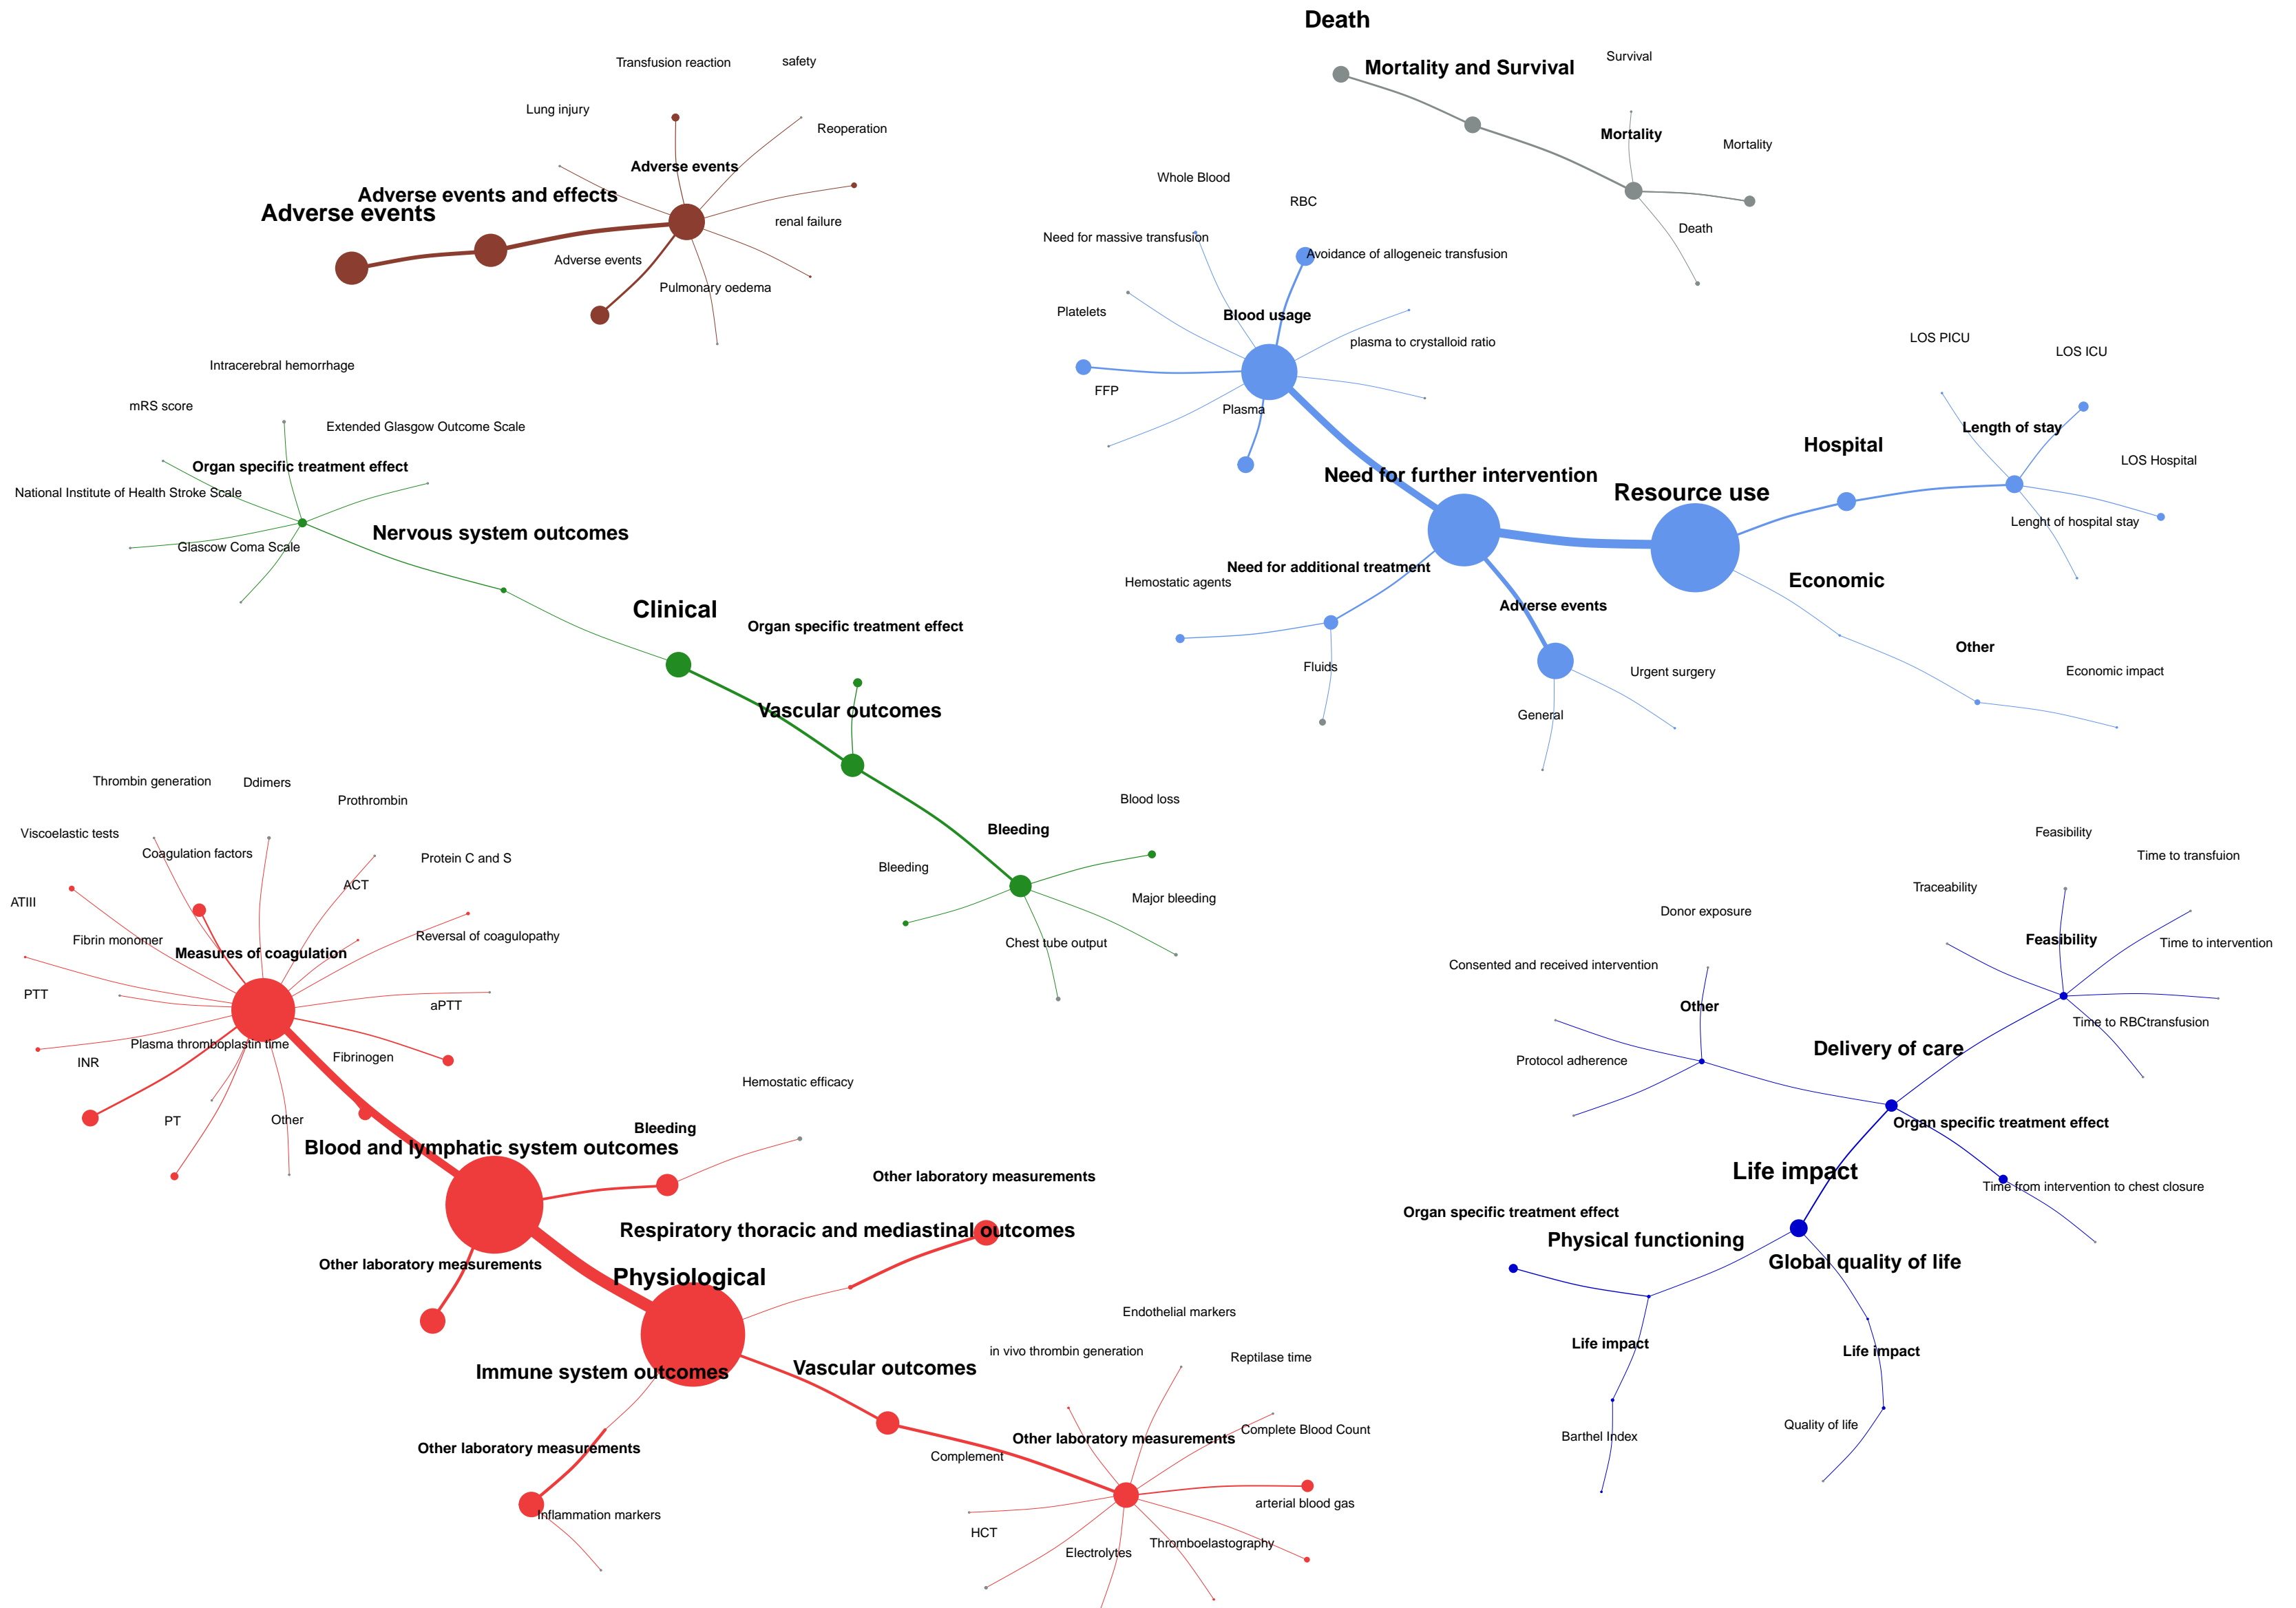 Death
Mortality and Survival
Survival
Mortality
Mortality
Death
Transfusion reaction
safety
Lung injury
Reoperation
Adverse events
Adverse events and effects
Adverse events
renal failure
Adverse events
Pulmonary oedema
Whole Blood
RBC
Need for massive transfusion
Avoidance of allogeneic transfusion
Platelets
Blood usage
plasma to crystalloid ratio
FFP
Plasma
Need for further intervention
Resource use
Hospital
LOS PICU
LOS ICU
Length of stay
LOS Hospital
Lenght of hospital stay
Need for additional treatment
Hemostatic agents
Adverse events
Fluids
General
Urgent surgery
Economic
Other
Economic impact
Intracerebral hemorrhage
mRS score
Extended Glasgow Outcome Scale
Organ specific treatment effect
National Institute of Health Stroke Scale
Glascow Coma Scale
Nervous system outcomes
Clinical
Organ specific treatment effect
Vascular outcomes
Blood loss
Bleeding
Bleeding
Major bleeding
Chest tube output
Thrombin generation
Ddimers
Prothrombin
Viscoelastic tests
Coagulation factors
Protein C and S
ACT
ATIII
Fibrin monomer
Measures of coagulation
Reversal of coagulopathy
PTT
aPTT
Plasma thromboplastin time
Fibrinogen
INR
PT
Other
Hemostatic efficacy
Bleeding
Blood and lymphatic system outcomes
Other laboratory measurements
Respiratory thoracic and mediastinal outcomes
Other laboratory measurements
Physiological
Immune system outcomes
Vascular outcomes
Endothelial markers
in vivo thrombin generation
Reptilase time
Other laboratory measurements
Complete Blood Count
Other laboratory measurements
Complement
Inflammation markers
arterial blood gas
HCT
Electrolytes
Thromboelastography
Feasibility
Time to transfuion
Traceability
Donor exposure
Feasibility
Time to intervention
Consented and received intervention
Other
Time to RBCtransfusion
Protocol adherence
Delivery of care
Organ specific treatment effect
Life impact
Time from intervention to chest closure
Organ specific treatment effect
Physical functioning
Global quality of life
Life impact
Life impact
Barthel Index
Quality of life